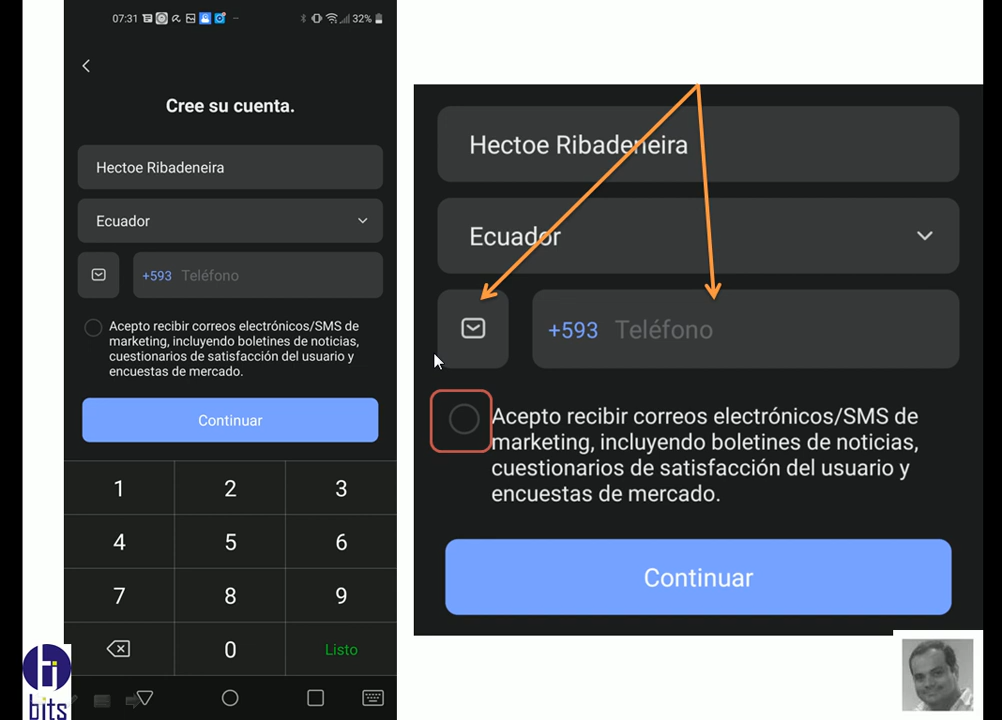 07:31
32%
Cree su cuenta.
Hectoe Ribadeneira
Ecuador
+593 Teléfono
Acepto recibir correos electrónicos/SMS de
marketing, incluyendo boletines de noticias,
cuestionarios de satisfacción del usuario y
encuestas de mercado.
Continuar
1 2 3
4 5 6
7 8 9
0 Listo
Hectoe Ribadeneira
Ecuador
+593 Teléfono
Acepto recibir correos electrónicos/SMS de
marketing, incluyendo boletines de noticias,
cuestionarios de satisfacción del usuario y
encuestas de mercado.
Continuar
hi
bits